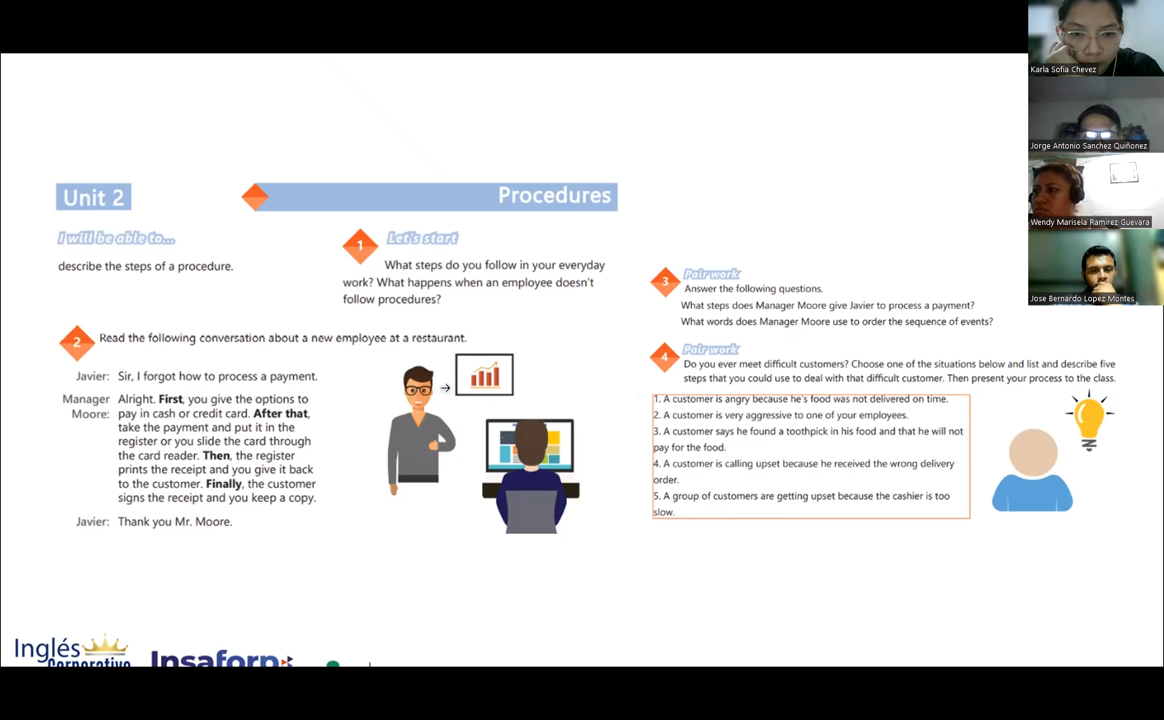 Unit 2
Procedures
I will be able to...
describe the steps of a procedure.
1
Let's start
What steps do you follow in your everyday
work? What happens when an employee doesn't
follow procedures?
2
Read the following conversation about a new employee at a restaurant.
Javier: Sir, I forgot how to process a payment.
Manager Moore: Alright. First, you give the options to
pay in cash or credit card. After that,
take the payment and put it in the
register or you slide the card through
the card reader. Then, the register
prints the receipt and you give it back
to the customer. Finally, the customer
signs the receipt and you keep a copy.
Javier: Thank you Mr. Moore.
3
Pair work
Answer the following questions.
What steps does Manager Moore give Javier to process a payment?
What words does Manager Moore use to order the sequence of events?
4
Pair work
Do you ever meet difficult customers? Choose one of the situations below and list and describe five
steps that you could use to deal with that difficult customer. Then present your process to the class.
1. A customer is angry because he's food was not delivered on time.
2. A customer is very aggressive to one of your employees.
3. A customer says he found a toothpick in his food and that he will not
pay for the food.
4. A customer is calling upset because he received the wrong delivery
order.
5. A group of customers are getting upset because the cashier is too
slow.
Inglés
Corporativo
Insaforp
Karla Sofia Chevez
Jorge Antonio Sanchez Quiñonez
Wendy Marisela Ramirez Guevara
Jose Bernardo Lopez Montes